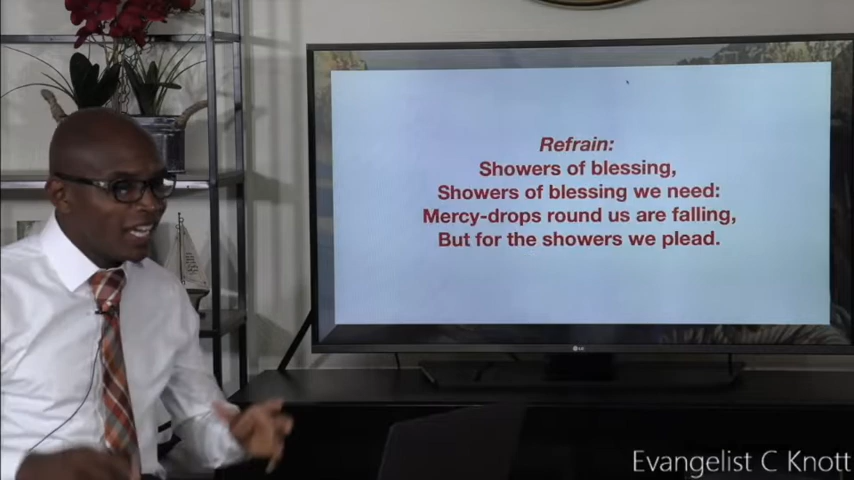 Refrain:
Showers of blessing,
Showers of blessing we need:
Mercy-drops round us are falling,
But for the showers we plead.
LG
Evangelist C Knott